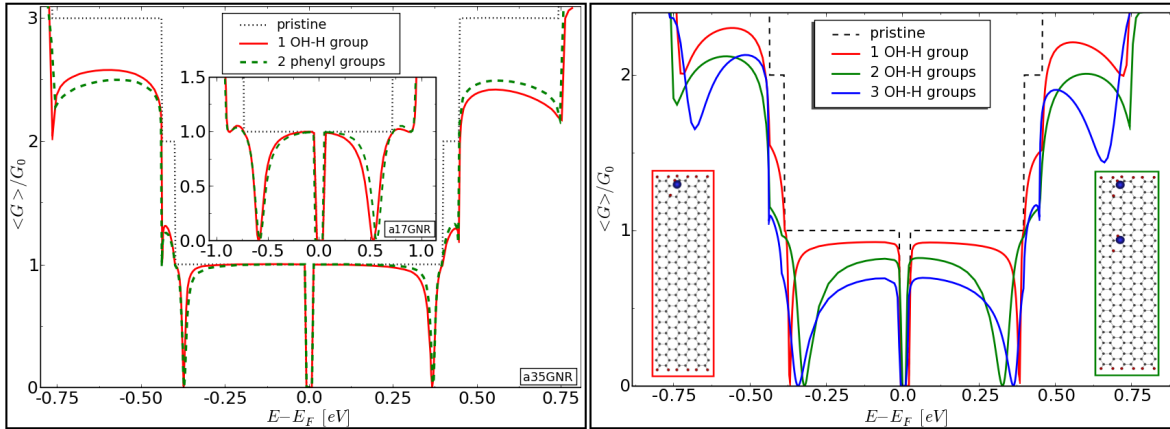 pristine
1 OH-H group
2 phenyl groups
3
2
1
0
<G>/G₀
1.5
1.0
0.5
0.0
-1.0 -0.5 0.0 0.5 1.0
a17GNR
a35GNR
-0.75 -0.50 -0.25 0.00 0.25 0.50 0.75
E−E_F [eV]
pristine
1 OH-H group
2 OH-H groups
3 OH-H groups
2
1
0
<G>/G₀
-0.75 -0.50 -0.25 0.00 0.25 0.50 0.75
E−E_F [eV]